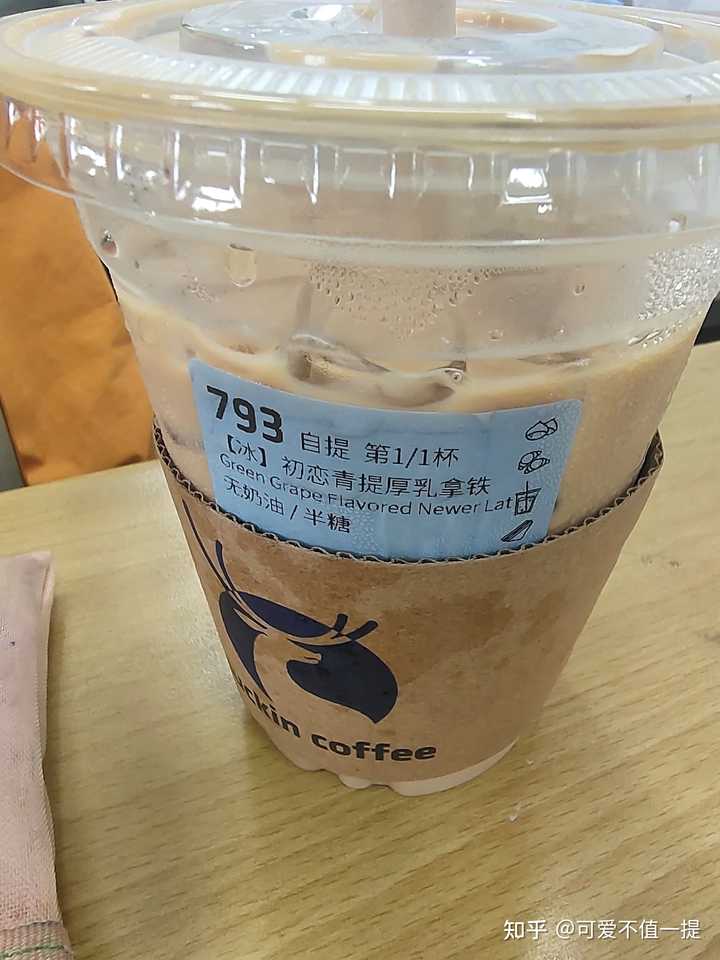 793 自提 第1/1杯
【冰】初恋青提厚乳拿铁
Green Grape Flavored Newer Lat
无奶油/半糖
uckin coffee
知乎 @可爱不值一提